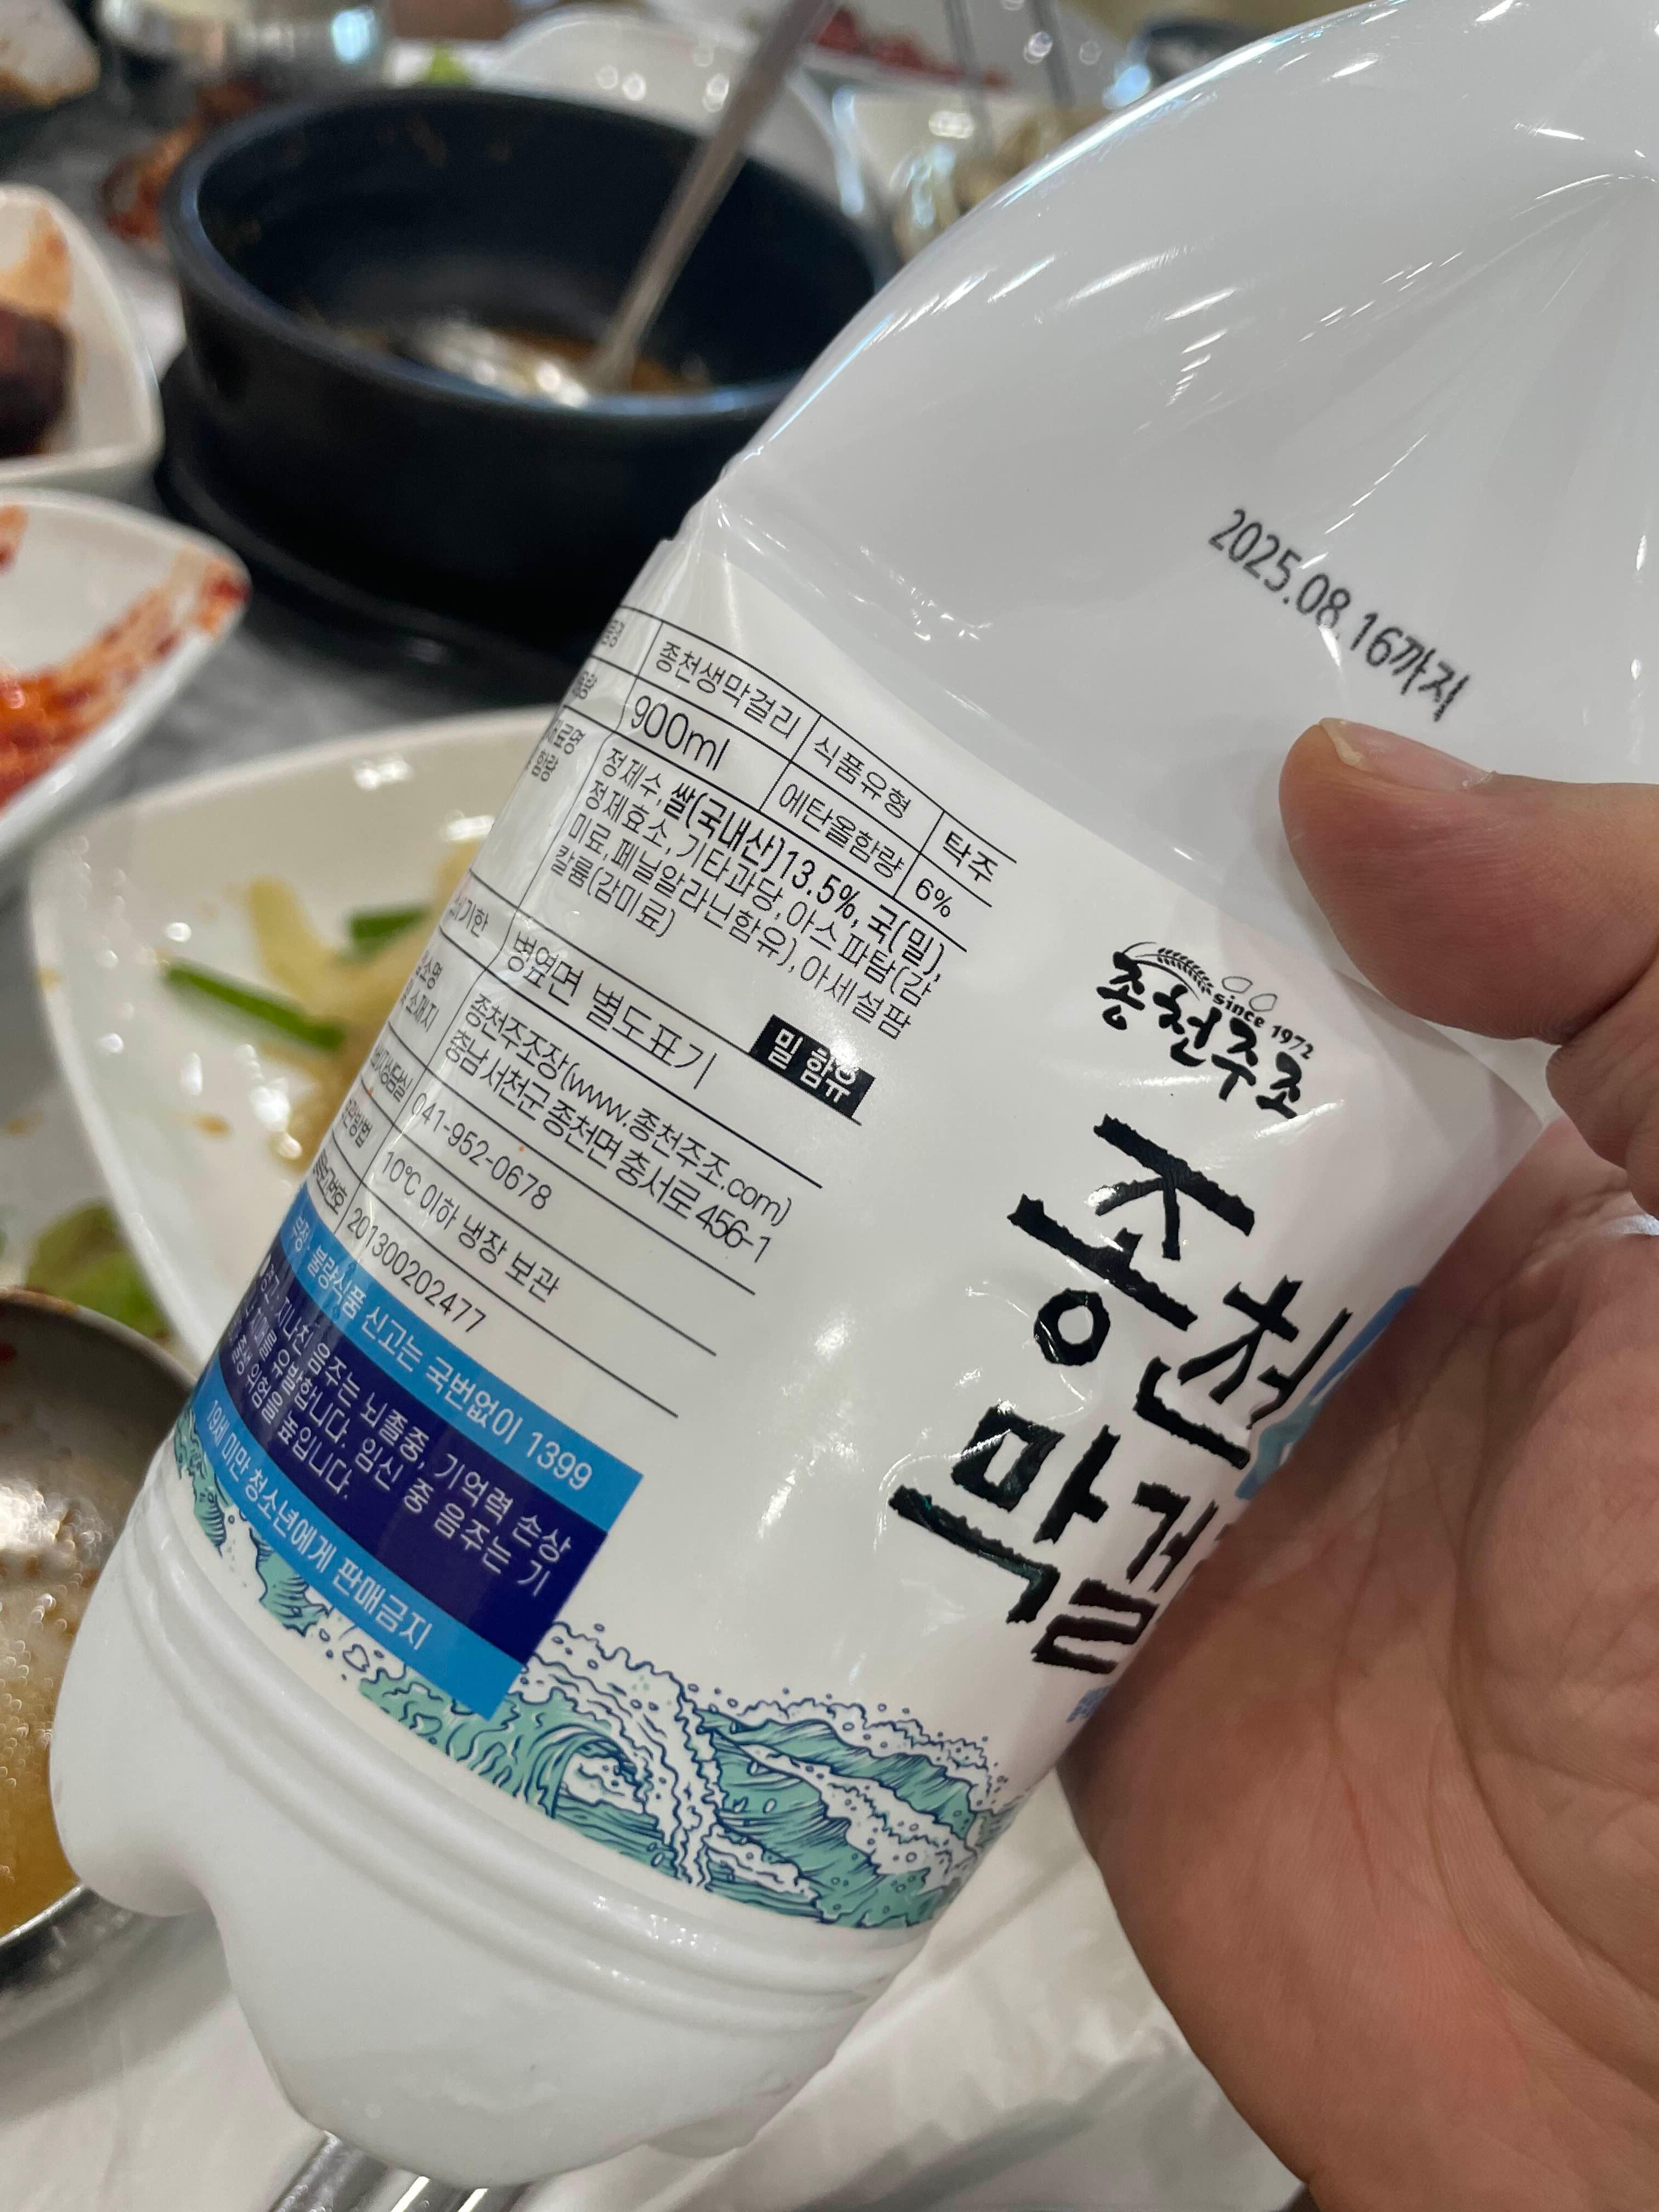 2025.08.16까지
종천생막걸리 식품유형 탁주
900ml 에탄올함량 6%
정제수, 쌀(국내산)13.5%, 국(밀),
정제효소, 기타과당, 아스파탐(감
미료,페닐알라닌함유), 아세설팜
칼륨(감미료)
밀 함유
병옆면 별도표기
종천주조장(www.종천주조.com)
충남 서천군 종천면 충서로 456-1
041-952-0678
10℃ 이하 냉장 보관
201300202477
불량식품 신고는 국번없이 1399
지나친 음주는 뇌졸중, 기억력 손상
유발합니다. 임신 중 음주는 기
위험을 높입니다.
19세 미만 청소년에게 판매금지
since 1972
종천주조
종천
막걸